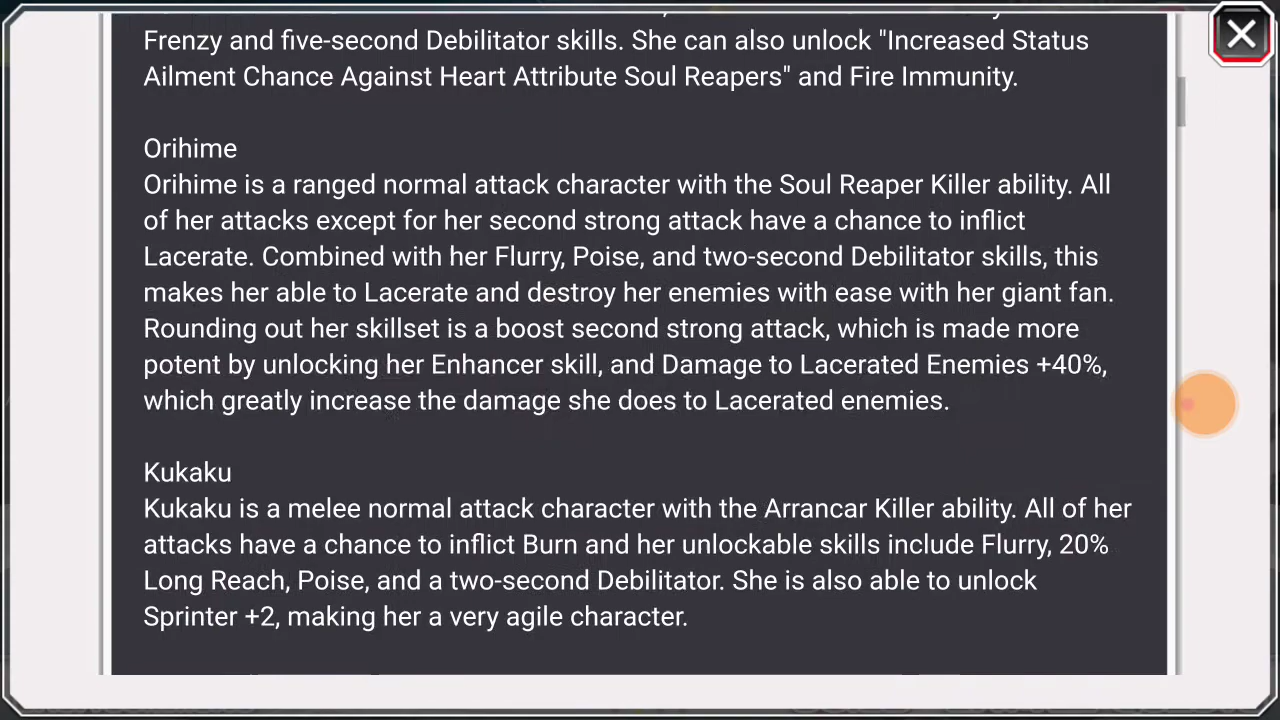 Frenzy and five-second Debilitator skills. She can also unlock "Increased Status
Ailment Chance Against Heart Attribute Soul Reapers" and Fire Immunity.
Orihime
Orihime is a ranged normal attack character with the Soul Reaper Killer ability. All
of her attacks except for her second strong attack have a chance to inflict
Lacerate. Combined with her Flurry, Poise, and two-second Debilitator skills, this
makes her able to Lacerate and destroy her enemies with ease with her giant fan.
Rounding out her skillset is a boost second strong attack, which is made more
potent by unlocking her Enhancer skill, and Damage to Lacerated Enemies +40%,
which greatly increase the damage she does to Lacerated enemies.
Kukaku
Kukaku is a melee normal attack character with the Arrancar Killer ability. All of her
attacks have a chance to inflict Burn and her unlockable skills include Flurry, 20%
Long Reach, Poise, and a two-second Debilitator. She is also able to unlock
Sprinter +2, making her a very agile character.